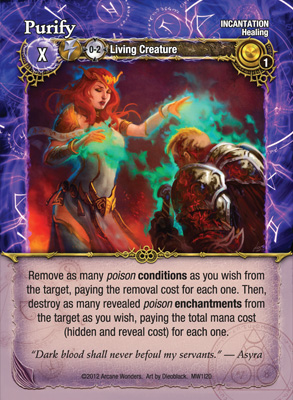 Purify
INCANTATION
Healing
X
0-2 Living Creature
1
Remove as many poison conditions as you wish from
the target, paying the removal cost for each one. Then,
destroy as many revealed poison enchantments from
the target as you wish, paying the total mana cost
(hidden and reveal cost) for each one.
"Dark blood shall never befoul my servants." — Asyra
©2012 Arcane Wonders. Art by Dleoblack. MW1I20